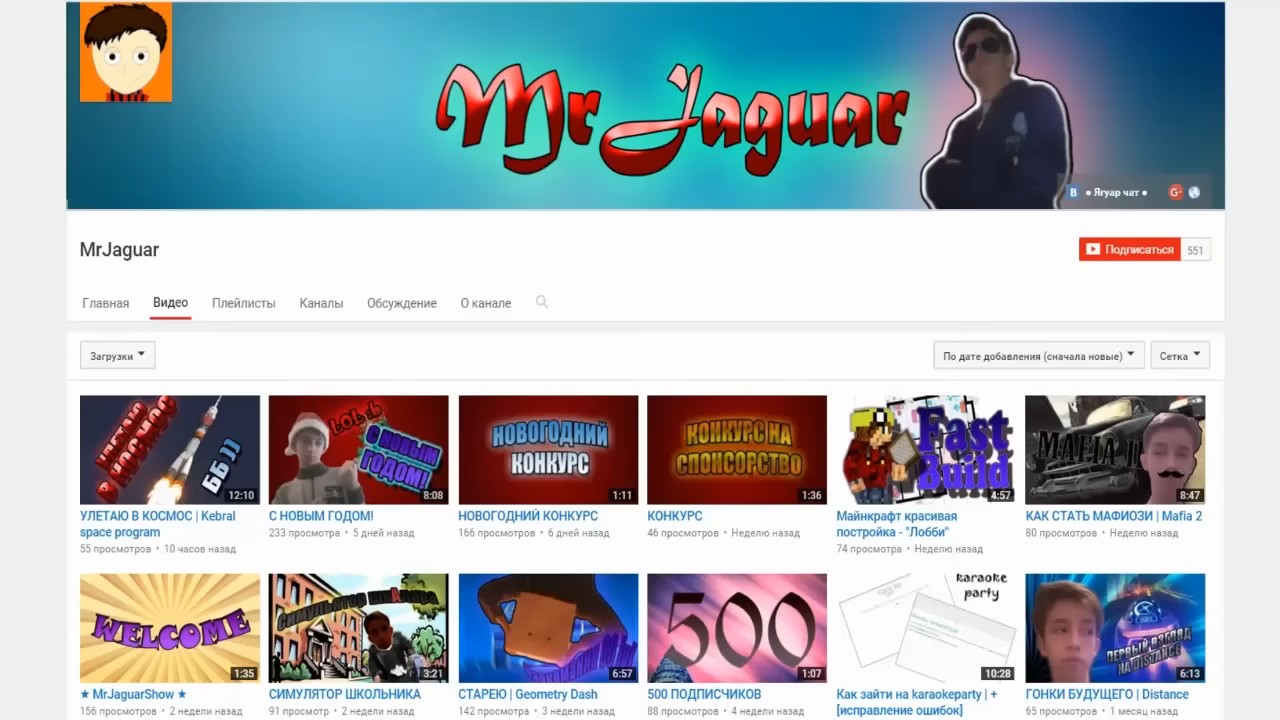 Mr Jaguar
В • Ягуар чат •
G+
MrJaguar
Подписаться 551
Главная Видео Плейлисты Каналы Обсуждение О канале
Загрузки
По дате добавления (сначала новые) Сетка
УЛЕТАЮ В КОСМОС
ББ ))
12:10
LOL :b
С НОВЫМ ГОДОМ!
8:08
НОВОГОДНИЙ
КОНКУРС
1:11
КОНКУРС НА
СПОНСОРСТВО
1:36
Fast
Build
4:57
MAFIA II
8:47
УЛЕТАЮ В КОСМОС | Kebral
space program
55 просмотров • 10 часов назад
С НОВЫМ ГОДОМ!
233 просмотра • 5 дней назад
НОВОГОДНИЙ КОНКУРС
166 просмотров • 6 дней назад
КОНКУРС
46 просмотров • Неделю назад
Майнкрафт красивая
постройка - "Лобби"
74 просмотра • Неделю назад
КАК СТАТЬ МАФИОЗИ | Mafia 2
80 просмотров • Неделю назад
WELCOME
1:35
СИМУЛЯТОР ШКОЛЬНИКА
3:21
6:57
500
1:07
karaoke
party
10:28
ПЕРВЫЙ ВЗГЛЯД
НА DISTANCE
6:13
★ MrJaguarShow ★
156 просмотров • 2 недели назад
СИМУЛЯТОР ШКОЛЬНИКА
91 просмотр • 2 недели назад
СТАРЕЮ | Geometry Dash
142 просмотра • 3 недели назад
500 ПОДПИСЧИКОВ
88 просмотров • 4 недели назад
Как зайти на karaokeparty | +
[исправление ошибок]
ГОНКИ БУДУЩЕГО | Distance
65 просмотров • 1 месяц назад